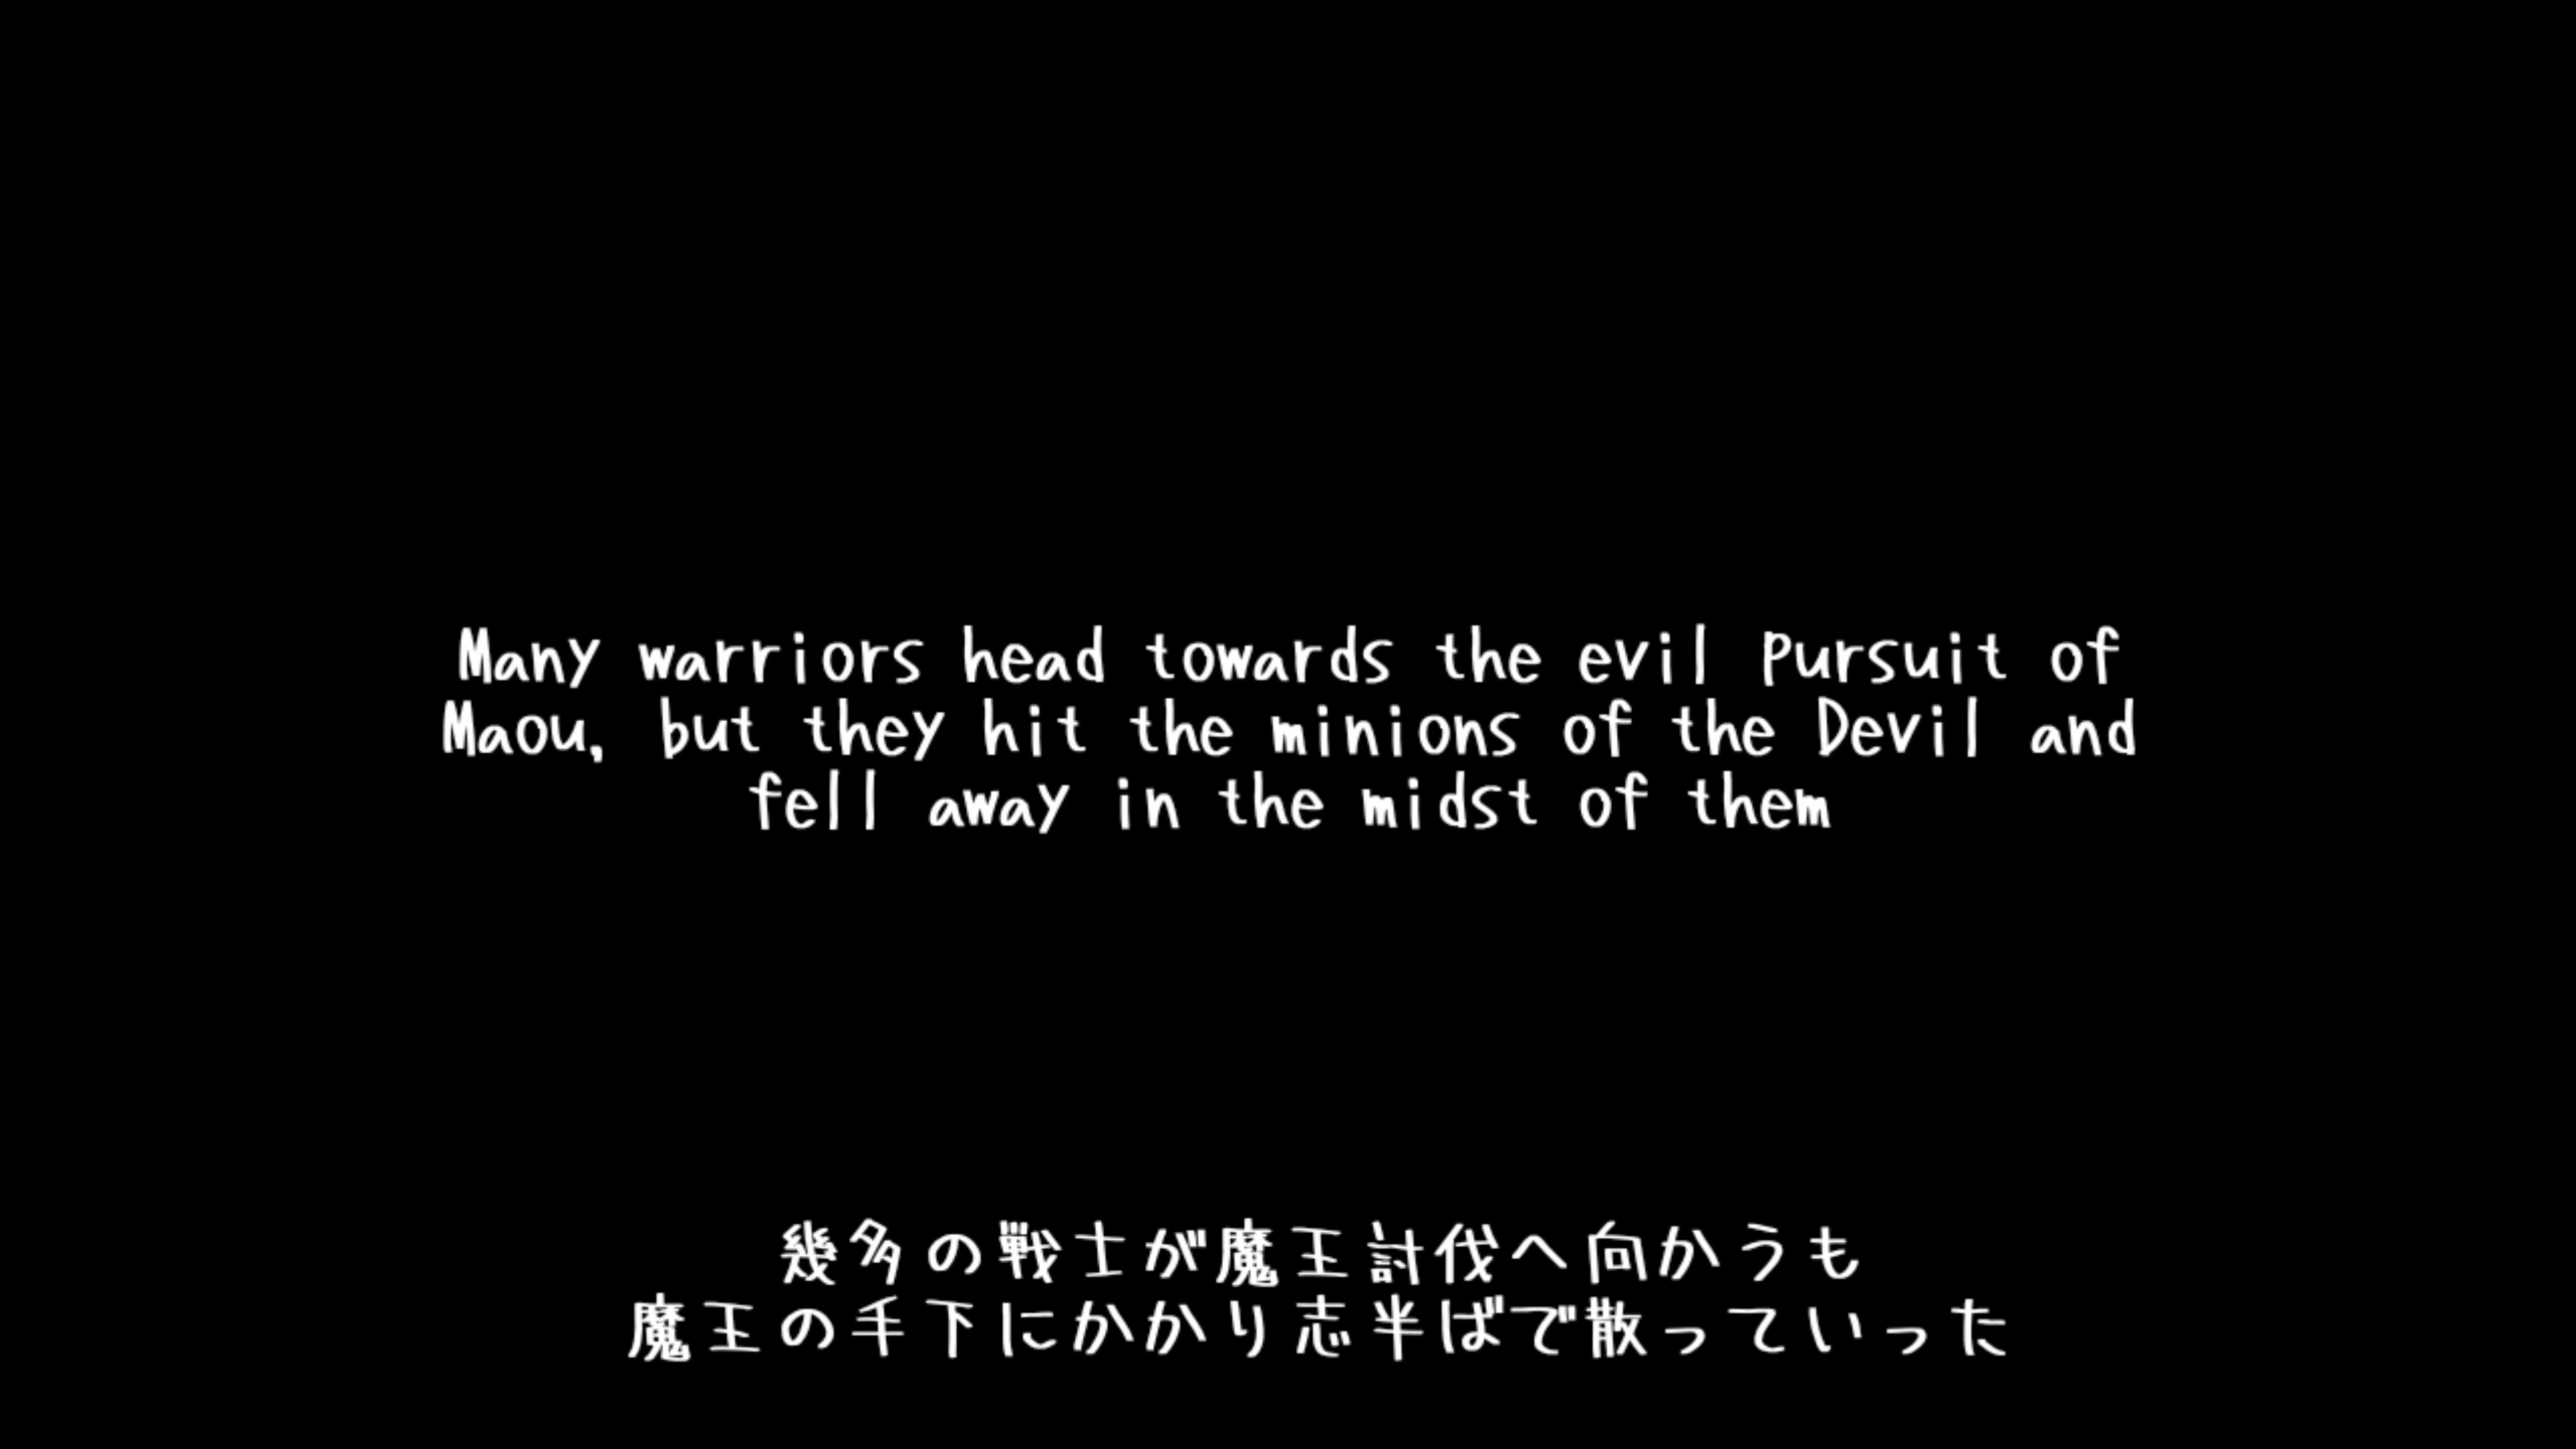 Many warriors head towards the evil Pursuit of
Maou, but they hit the minions of the Devil and
fell away in the midst of them
幾多の戦士が魔王討伐へ向かうも
魔王の手下にかかり志半ばで散っていった